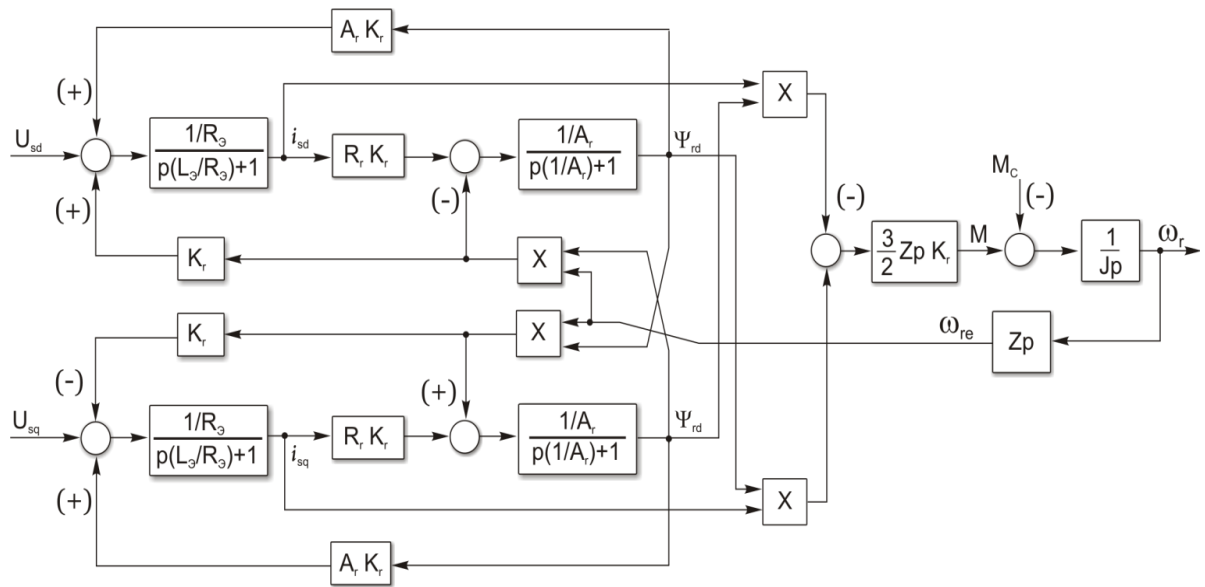 A_r K_r
(+)
U_sd
1/R_Э
p(L_Э/R_Э)+1
i_sd
R_r K_r
1/A_r
p(1/A_r)+1
Ψ_rd
X
(+)
(-)
(-)
M_C
(-)
K_r
X
3/2 Zp K_r
M
1/Jp
ω_r
K_r
X
ω_re
Zp
(-)
(+)
U_sq
1/R_Э
p(L_Э/R_Э)+1
i_sq
R_r K_r
1/A_r
p(1/A_r)+1
Ψ_rd
(+)
X
A_r K_r